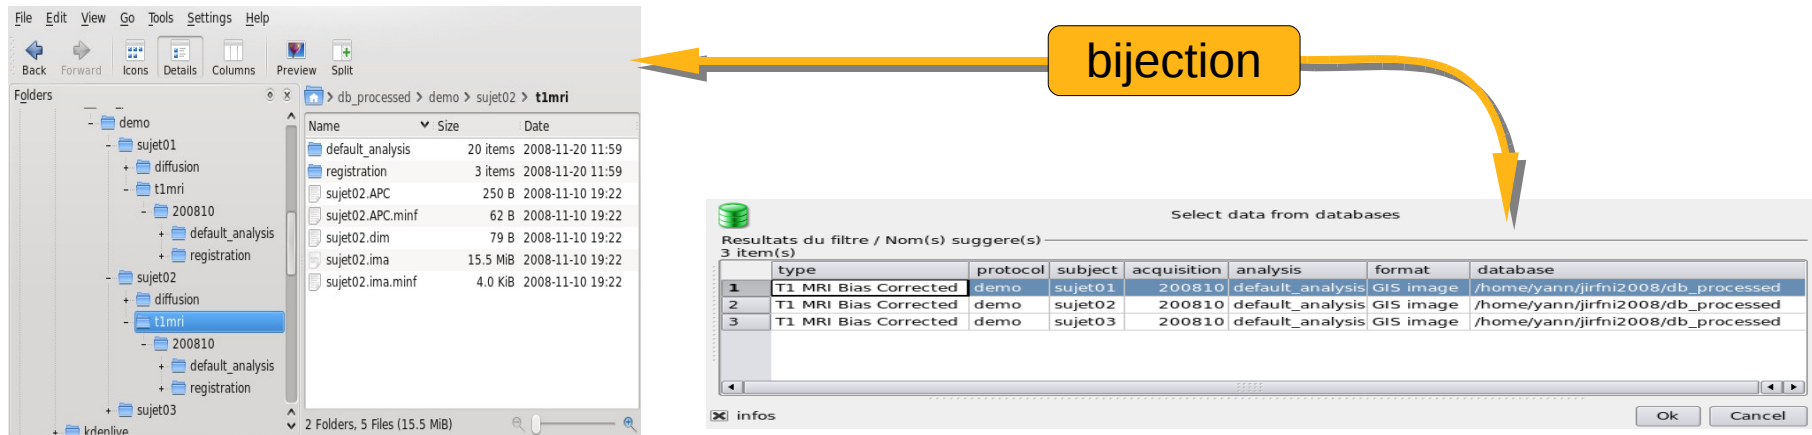 File Edit View Go Tools Settings Help
Back Forward Icons Details Columns Preview Split
Folders
demo
sujet01
diffusion
t1mri
200810
default_analysis
registration
sujet02
diffusion
t1mri
200810
default_analysis
registration
sujet03
kdenlive
> db_processed > demo > sujet02 > t1mri
Name Size Date
default_analysis 20 items 2008-11-20 11:59
registration 3 items 2008-11-20 11:59
sujet02.APC 250 B 2008-11-10 19:22
sujet02.APC.minf 62 B 2008-11-10 19:22
sujet02.dim 79 B 2008-11-10 19:22
sujet02.ima 15.5 MiB 2008-11-10 19:22
sujet02.ima.minf 4.0 KiB 2008-11-10 19:22
2 Folders, 5 Files (15.5 MiB)
bijection
Select data from databases
Resultats du filtre / Nom(s) suggere(s)
3 item(s)
type protocol subject acquisition analysis format database
1 T1 MRI Bias Corrected demo sujet01 200810 default_analysis GIS image /home/yann/jirfni2008/db_processed
2 T1 MRI Bias Corrected demo sujet02 200810 default_analysis GIS image /home/yann/jirfni2008/db_processed
3 T1 MRI Bias Corrected demo sujet03 200810 default_analysis GIS image /home/yann/jirfni2008/db_processed
infos
Ok Cancel